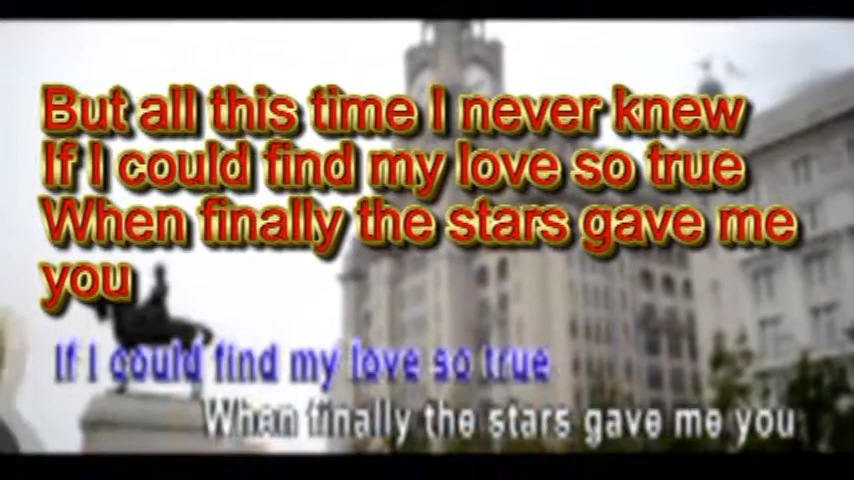 But all this time I never knew
If I could find my love so true
When finally the stars gave me
you
If I could find my love so true
When finally the stars gave me you